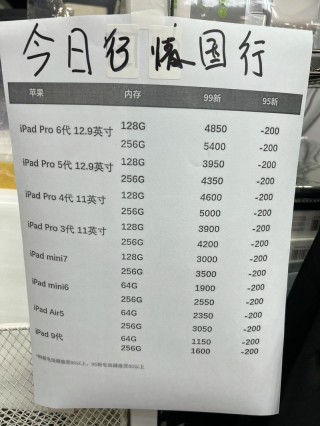 今日行情国行
苹果 内存 99新 95新
iPad Pro 6代 12.9英寸 128G 4850 -200
256G 5400 -200
iPad Pro 5代 12.9英寸 128G 3950 -200
256G 4350 -200
iPad Pro 4代 11英寸 128G 4600 -200
256G 5000 -200
iPad Pro 3代 11英寸 128G 3900 -200
256G 4200 -200
iPad mini7 128G 3000 -200
256G 3500 -200
iPad mini6 64G 1900 -200
256G 2550 -200
iPad Air5 64G 2350 -200
256G 3050 -200
iPad 9代 64G 1150 -200
256G 1600 -200